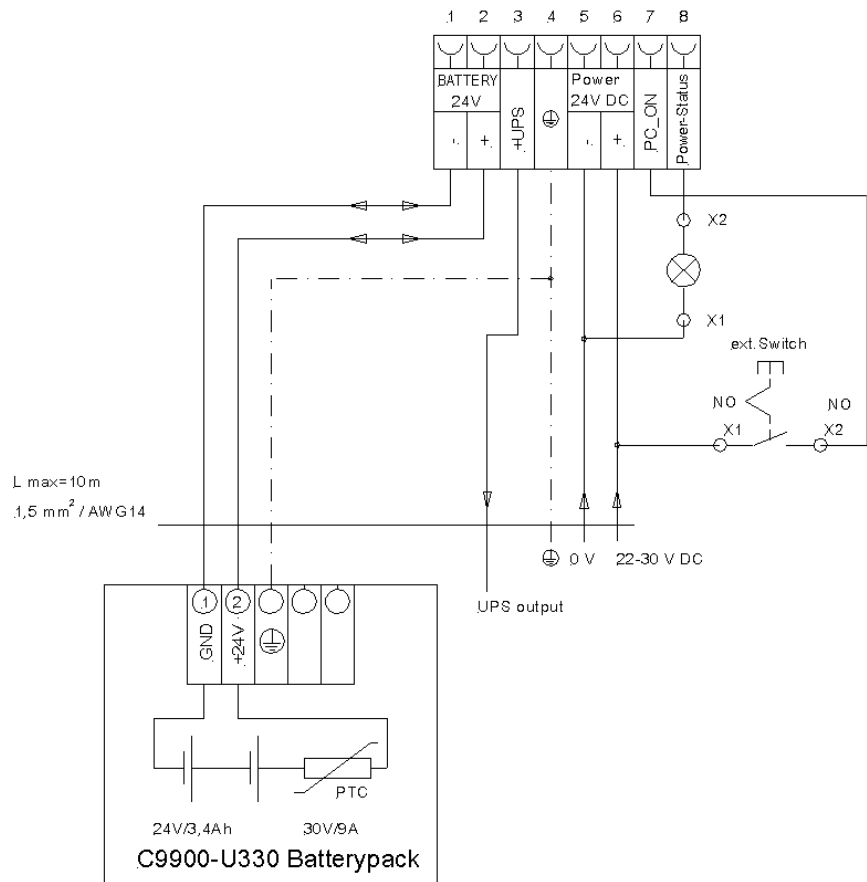 1 2 3 4 5 6 7 8
BATTERY
24V
- +
+UPS
Power
24V DC
- +
PC_ON
Power-Status
X2
X1
ext.Switch
NO NO
X1 X2
L max=10m
1,5 mm² / AWG14
0 V 22-30 V DC
UPS output
1 2
GND
+24V
PTC
24V/3,4Ah 30V/9A
C9900-U330 Batterypack